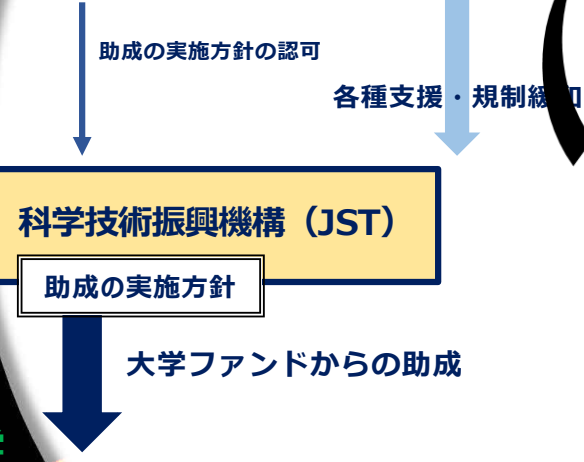 助成の実施方針の認可
各種支援・規制緩和
科学技術振興機構（JST）
助成の実施方針
大学ファンドからの助成